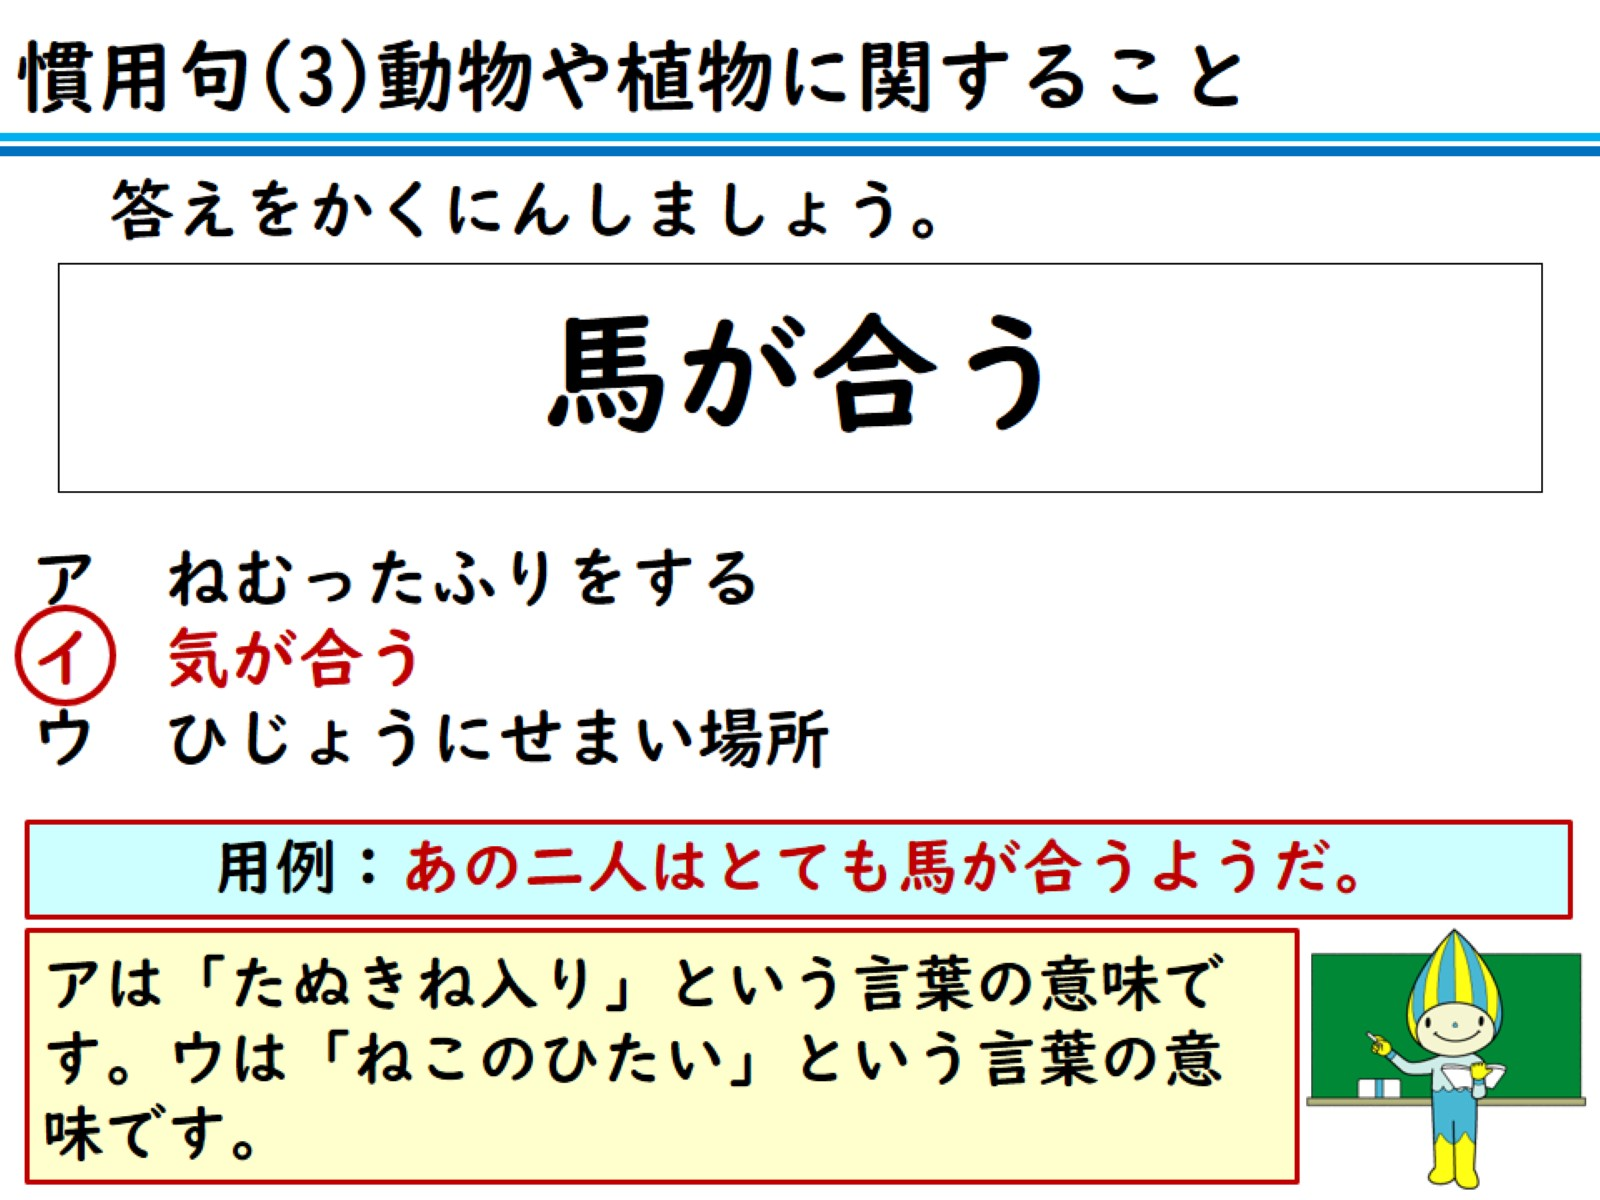 慣用句(3)動物や植物に関すること
答えをかくにんしましょう。
馬が合う
ア　ねむったふりをする
イ　気が合う
ウ　ひじょうにせまい場所
用例：あの二人はとても馬が合うようだ。
アは「たぬきね入り」という言葉の意味で
す。ウは「ねこのひたい」という言葉の意
味です。